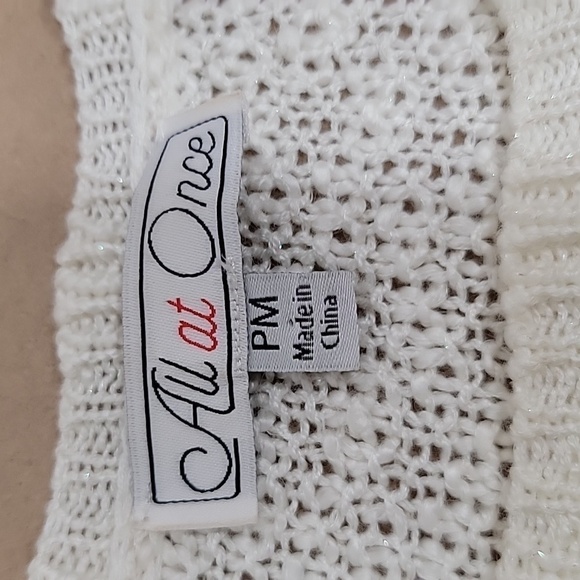 All at Once
PM
Made in
China